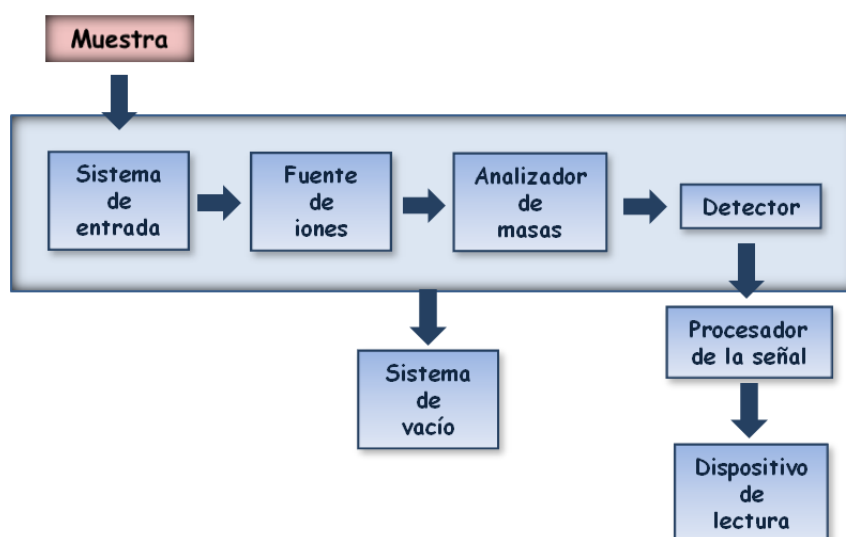 Muestra
Sistema
de
entrada
Fuente
de
iones
Analizador
de
masas
Detector
Procesador
de la señal
Sistema
de
vacío
Dispositivo
de
lectura